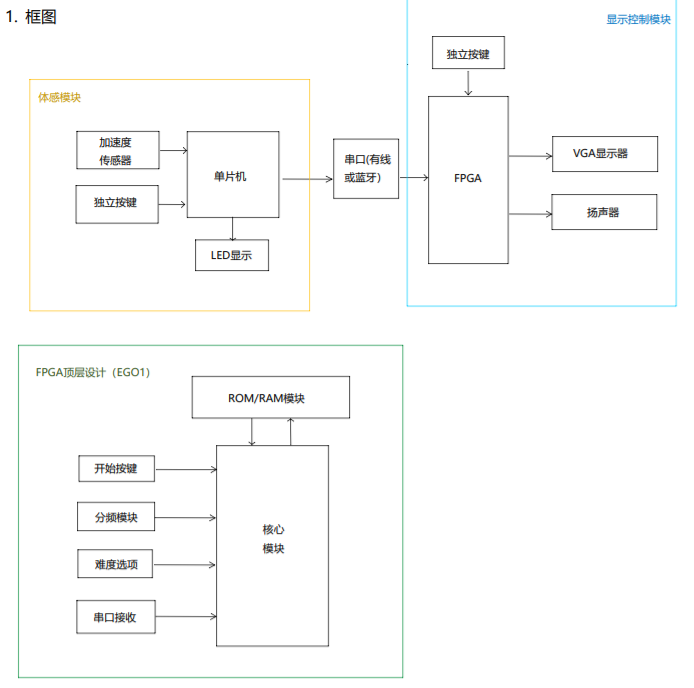 1. 框图
显示控制模块
独立按键
体感模块
加速度
传感器
单片机
串口(有线
或蓝牙）
FPGA
VGA显示器
独立按键
扬声器
LED显示
FPGA顶层设计（EGO1）
ROM/RAM模块
开始按键
分频模块
核心
模块
难度选项
串口接收